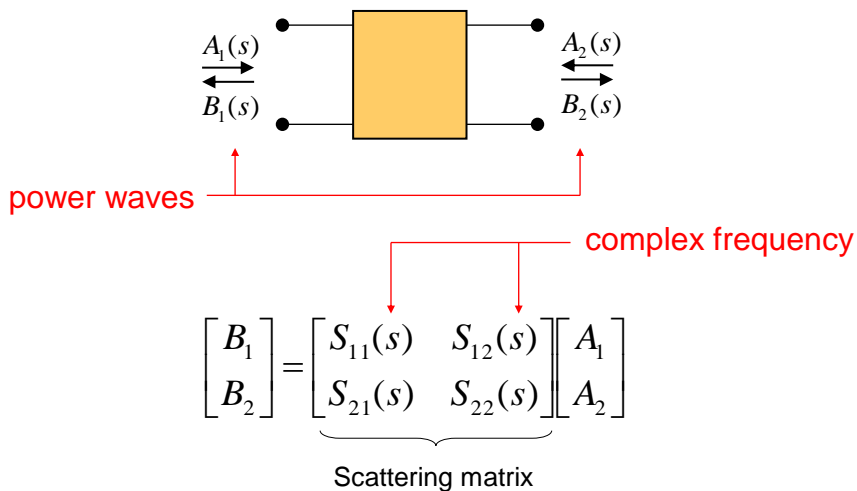 A₁(s) A₂(s)
B₁(s) B₂(s)
power waves
complex frequency
[B₁] = [S₁₁(s) S₁₂(s)] [A₁]
[B₂] [S₂₁(s) S₂₂(s)] [A₂]
Scattering matrix